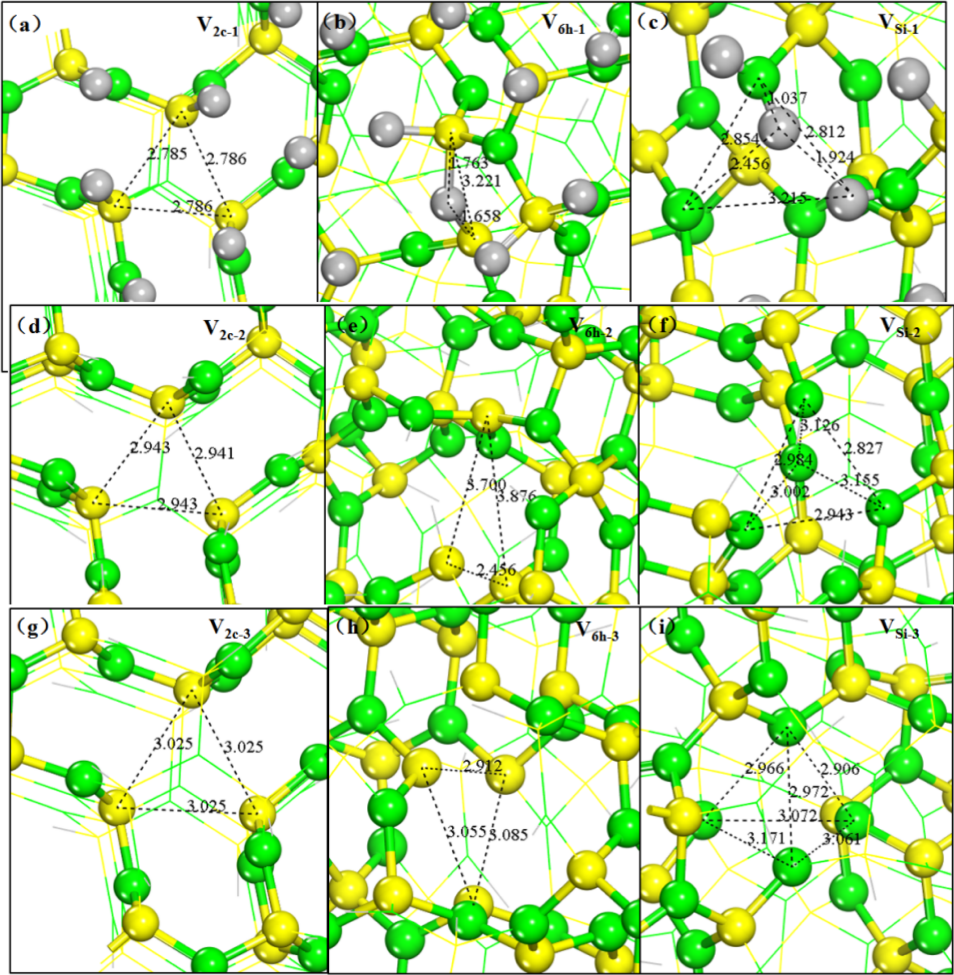 (a)
V2c-1
2.785
2.786
2.786
(b)
V6h-1
1.763
3.221
1.658
(c)
VSi-1
1.037
2.854
2.812
2.456
1.924
3.215
(d)
V2c-2
2.943
2.941
2.943
(e)
V6h-2
3.700
3.876
2.456
(f)
VSi-2
3.126
2.827
2.984
3.155
3.002
2.943
(g)
V2c-3
3.025
3.025
3.025
(h)
V6h-3
2.912
3.055
3.085
(i)
VSi-3
2.966
2.906
2.972
3.072
3.171
3.061